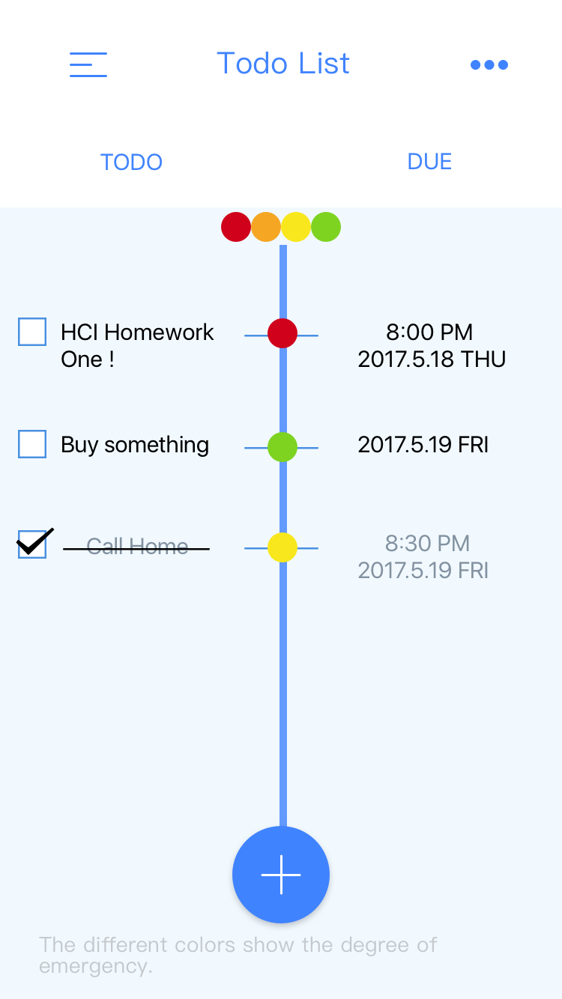 Todo List
TODO
DUE
HCI Homework
One !
8:00 PM
2017.5.18 THU
Buy something
2017.5.19 FRI
Call Home
8:30 PM
2017.5.19 FRI
The different colors show the degree of
emergency.